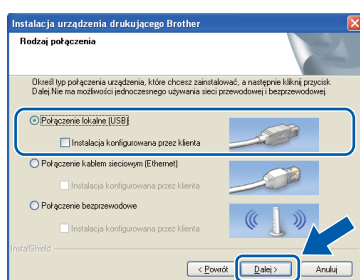 Instalacja urządzenia drukującego Brother
Rodzaj połączenia
Określ typ połączenia urządzenia, które chcesz zainstalować, a następnie kliknij przycisk.
Dalej.Nie ma możliwości jednoczesnego używania sieci przewodowej i bezprzewodowej.
Połączenie lokalne (USB)
Instalacja konfigurowana przez klienta
Połączenie kablem sieciowym (Ethernet)
Instalacja konfigurowana przez klienta
Połączenie bezprzewodowe
Instalacja konfigurowana przez klienta
InstallShield
< Powrót Dalej > Anuluj